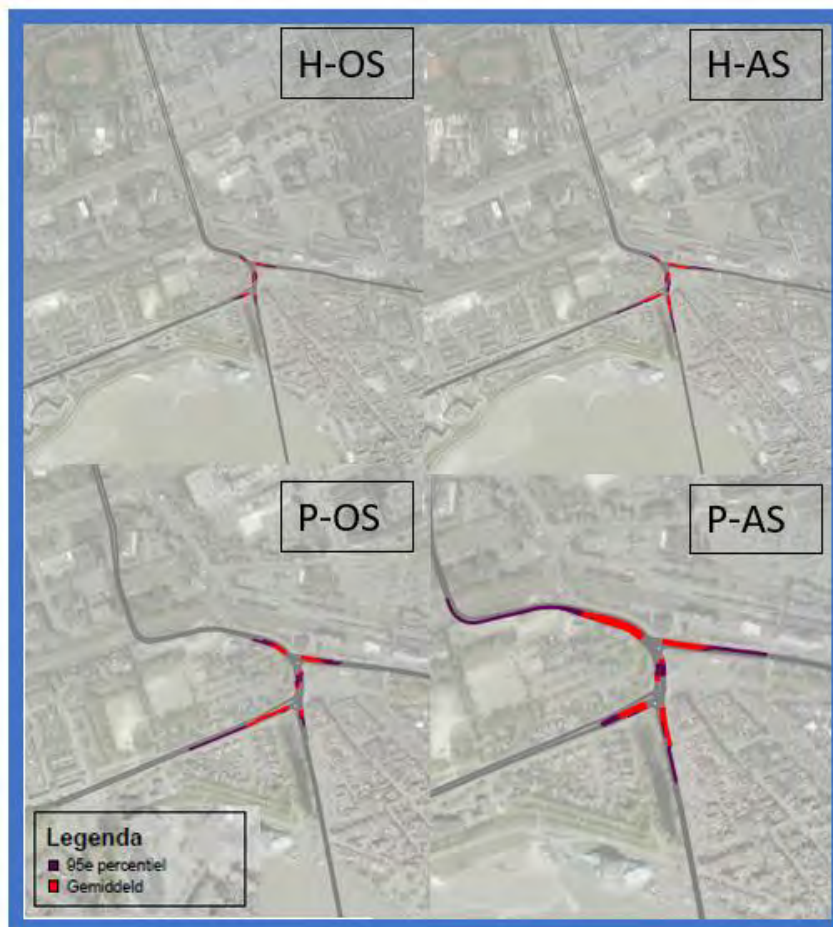 H-OS
H-AS
P-OS
P-AS
Legenda
95e percentiel
Gemiddeld